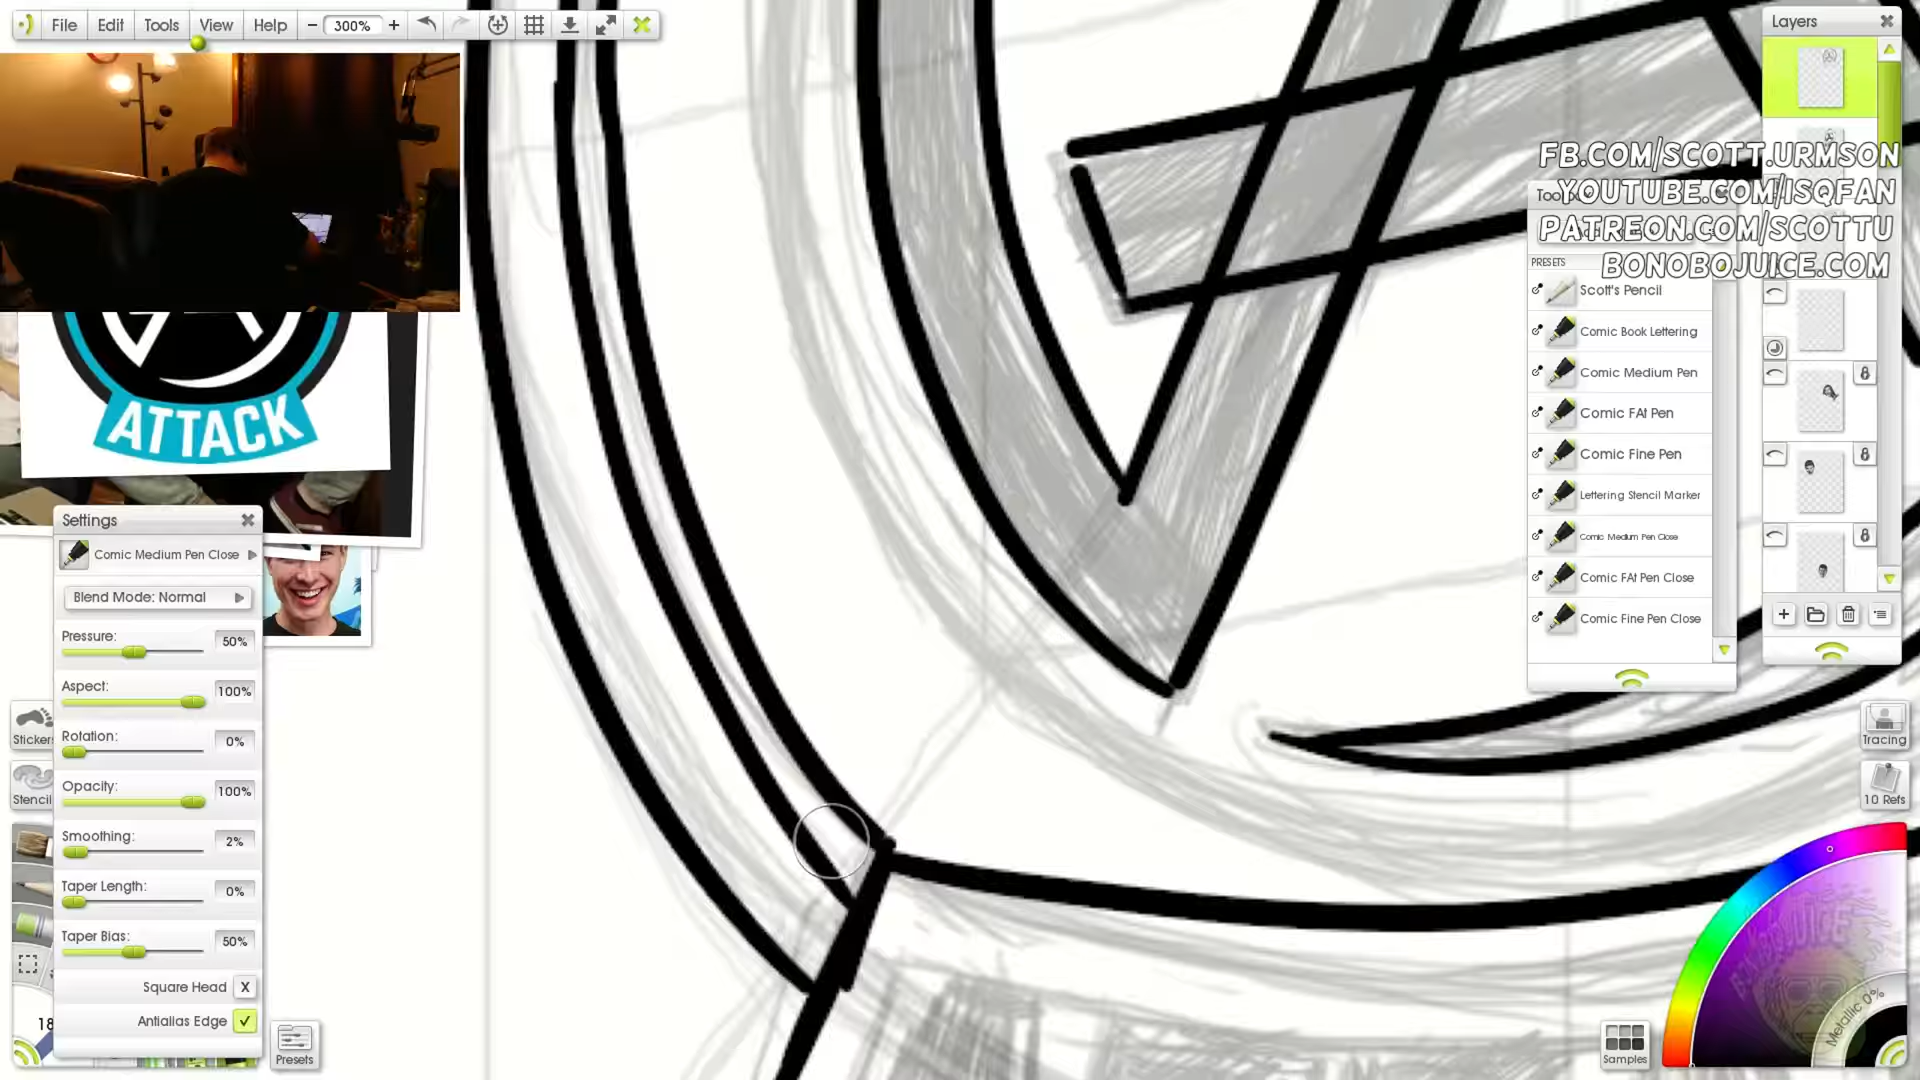 File Edit Tools View Help − 300% +
Layers
FB.COM/SCOTT.URMSON
YOUTUBE.COM/ISQFAN
PATREON.COM/SCOTTU
BONOBOJUICE.COM
PRESETS
Scott's Pencil
Comic Book Lettering
Comic Medium Pen
Comic FAt Pen
Comic Fine Pen
Lettering Stencil Marker
Comic Medium Pen Close
Comic FAt Pen Close
Comic Fine Pen Close
ATTACK
Settings
Comic Medium Pen Close
Blend Mode: Normal
Pressure: 50%
Aspect: 100%
Rotation: 0%
Opacity: 100%
Smoothing: 2%
Taper Length: 0%
Taper Bias: 50%
Square Head X
Antialias Edge ✓
Stickers
Stencil
18
Presets
Tracing
10 Refs
Samples
Metallic 0%